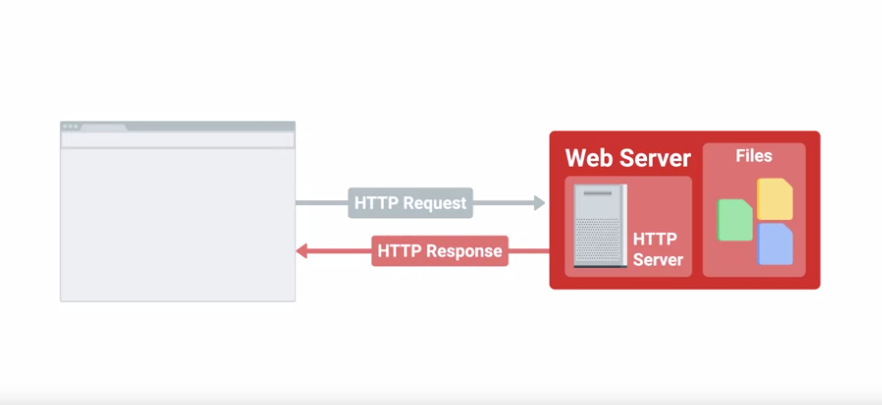 Web Server
Files
HTTP Request
HTTP Response
HTTP
Server